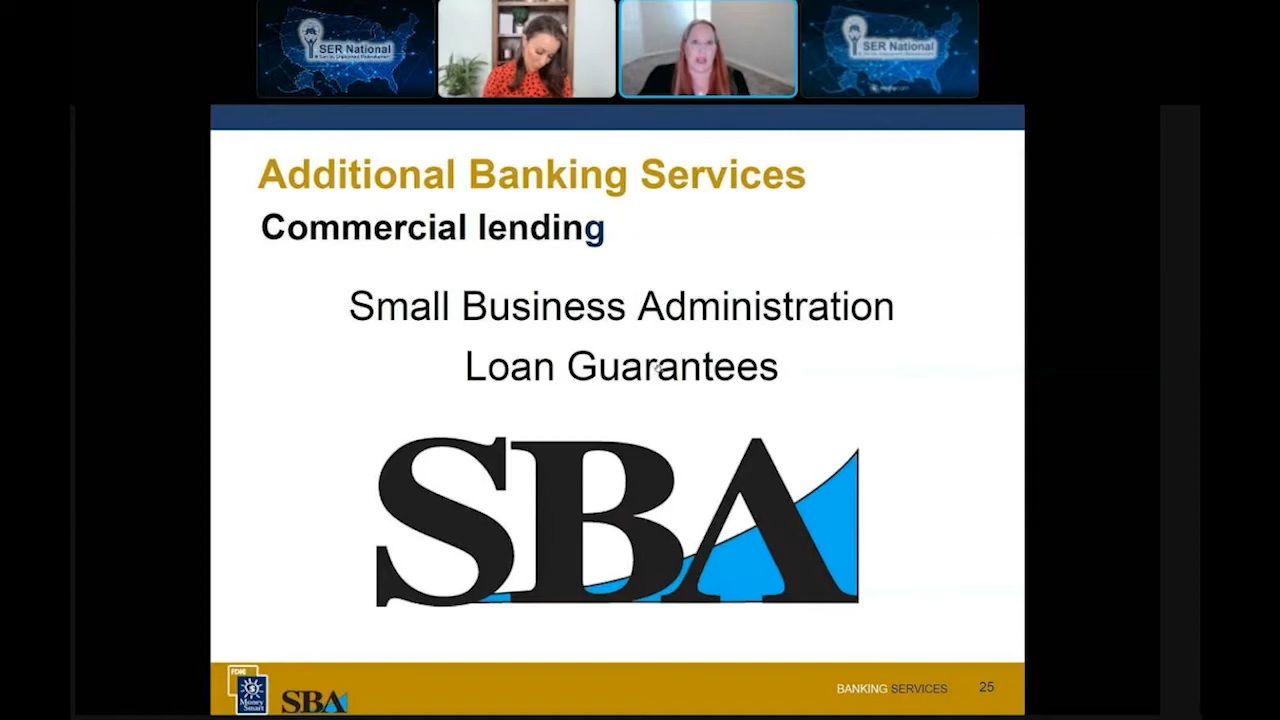 SER National
SER National
Additional Banking Services
Commercial lending
Small Business Administration
Loan Guarantees
SBA
FDIC
Money
Smart
SBA
BANKING SERVICES
25